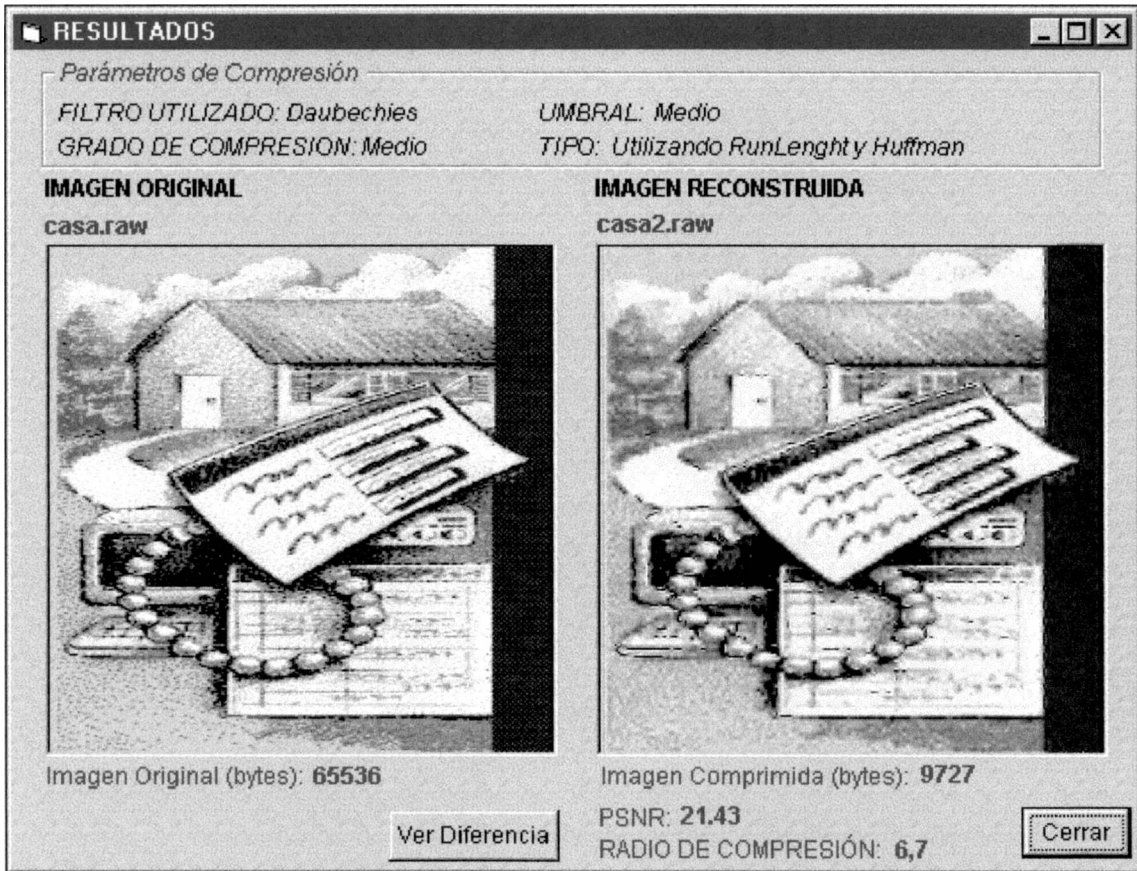 RESULTADOS
Parámetros de Compresión
FILTRO UTILIZADO: Daubechies
UMBRAL: Medio
GRADO DE COMPRESION: Medio
TIPO: Utilizando RunLenght y Huffman
IMAGEN ORIGINAL
IMAGEN RECONSTRUIDA
casa.raw
casa2.raw
Imagen Original (bytes): 65536
Imagen Comprimida (bytes): 9727
Ver Diferencia
PSNR: 21.43
RADIO DE COMPRESIÓN: 6,7
Cerrar